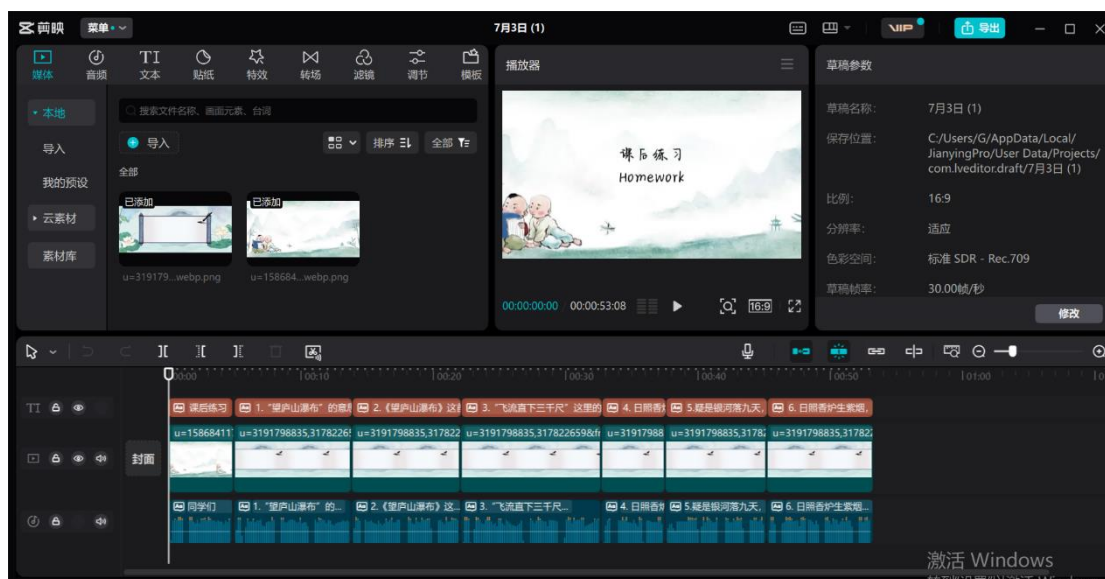 剪映
菜单
7月3日 (1)
VIP
导出
媒体
音频
TI
文本
贴纸
特效
转场
滤镜
调节
模板
播放器
草稿参数
本地
搜索文件名称、画面元素、台词
导入
导入
排序
全部
我的预设
全部
云素材
素材库
已添加
已添加
u=319179...webp.png
u=158684...webp.png
课后练习
Homework
00:00:00:00
00:00:53:08
16:9
草稿名称:
7月3日 (1)
保存位置:
C:/Users/G/AppData/Local/
JianyingPro/User Data/Projects/
com.lveditor.draft/7月3日 (1)
比例:
16:9
分辨率:
适应
色彩空间:
标准 SDR - Rec.709
草稿帧率:
30.00帧/秒
修改
00:00
00:10
00:20
00:30
00:40
00:50
01:00
TI
课后练习
1. “望庐山瀑布” 的意
2. 《望庐山瀑布》这
3. “飞流直下三千尺” 这里的
4. 日照香
5.疑是银河落九天,
6. 日照香炉生紫烟,
u=15868411
u=3191798835,31782265
u=3191798835,317822
u=3191798835,317822659&f
u=31917988
u=3191798835,3178
u=3191798835,31782
封面
同学们
1. “望庐山瀑布” 的...
2.《望庐山瀑布》这...
3. “飞流直下三千尺...
4. 日照香
5.疑是银河落九天,
6. 日照香炉生紫烟...
激活 Windows